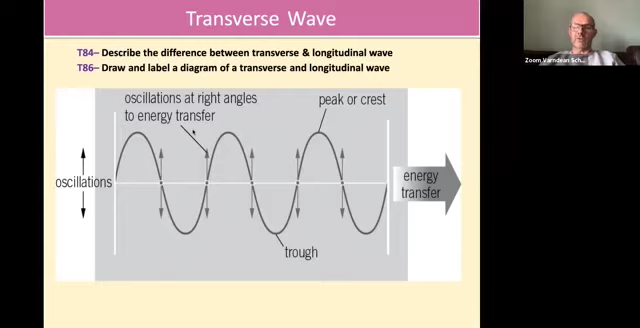 Transverse Wave
T84– Describe the difference between transverse & longitudinal wave
T86– Draw and label a diagram of a transverse and longitudinal wave
oscillations at right angles
to energy transfer
peak or crest
oscillations
energy
transfer
trough
Zoom Varndean Sch...